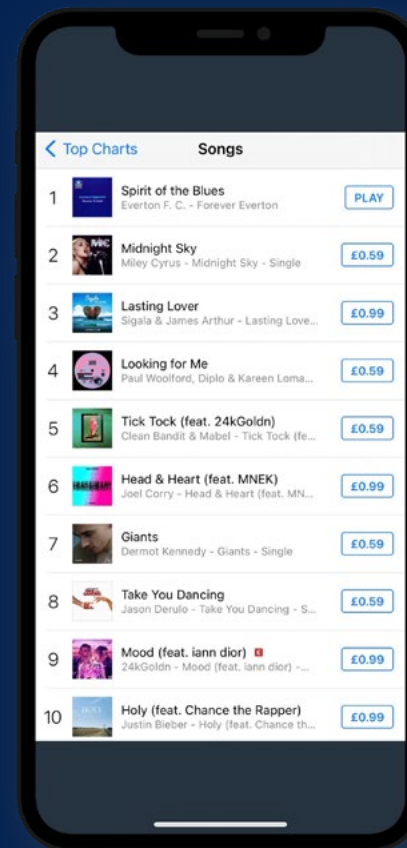 Top Charts Songs
1
Spirit of the Blues
Everton F. C. - Forever Everton
PLAY
2
Midnight Sky
Miley Cyrus - Midnight Sky - Single
£0.59
3
Lasting Lover
Sigala & James Arthur - Lasting Love...
£0.99
4
Looking for Me
Paul Woolford, Diplo & Kareen Loma...
£0.59
5
Tick Tock (feat. 24kGoldn)
Clean Bandit & Mabel - Tick Tock (fe...
£0.59
6
HEAD & HEART
Head & Heart (feat. MNEK)
Joel Corry - Head & Heart (feat. MN...
£0.99
7
Giants
Dermot Kennedy - Giants - Single
£0.59
8
Take You Dancing
Jason Derulo - Take You Dancing - S...
£0.59
9
Mood (feat. iann dior) E
24kGoldn - Mood (feat. iann dior) -...
£0.99
10
HOLY
Holy (feat. Chance the Rapper)
Justin Bieber - Holy (feat. Chance th...
£0.99